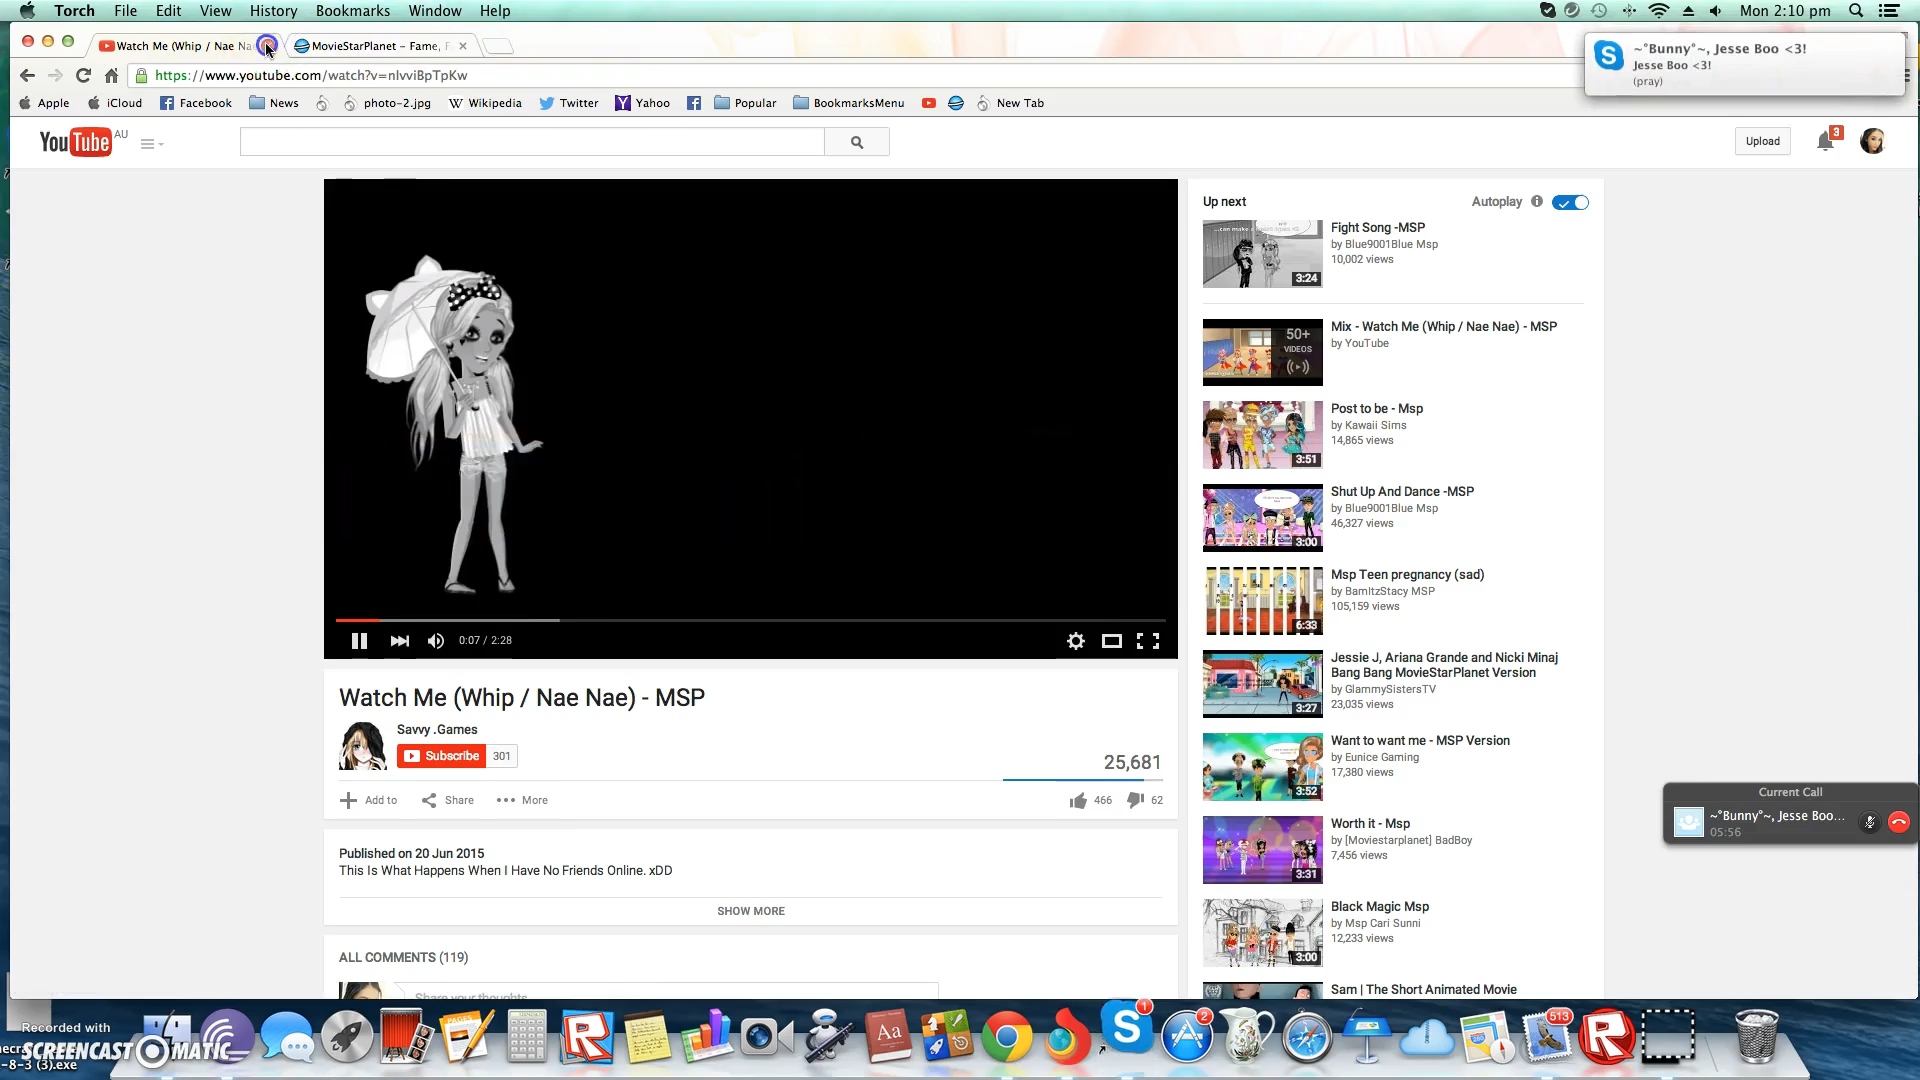 Torch File Edit View History Bookmarks Window Help Mon 2:10 pm
Watch Me (Whip / Nae Na MovieStarPlanet – Fame, F
https://www.youtube.com/watch?v=nlvviBpTpKw
~°Bunny°~, Jesse Boo <3!
Jesse Boo <3!
(pray)
Apple iCloud Facebook News photo-2.jpg Wikipedia Twitter Yahoo Popular BookmarksMenu New Tab
YouTube AU
Upload
3
Up next
Autoplay
Fight Song -MSP
by Blue9001Blue Msp
10,002 views
3:24
Mix - Watch Me (Whip / Nae Nae) - MSP
by YouTube
50+
VIDEOS
Post to be - Msp
by Kawaii Sims
14,865 views
3:51
Shut Up And Dance -MSP
by Blue9001Blue Msp
46,327 views
3:00
Msp Teen pregnancy (sad)
by BamItzStacy MSP
105,159 views
6:33
Jessie J, Ariana Grande and Nicki Minaj
Bang Bang MovieStarPlanet Version
by GlammySistersTV
23,035 views
3:27
Want to want me - MSP Version
by Eunice Gaming
17,380 views
3:52
Worth it - Msp
by [Moviestarplanet] BadBoy
7,456 views
3:31
Black Magic Msp
by Msp Cari Sunni
12,233 views
3:00
Sam | The Short Animated Movie
0:07 / 2:28
Watch Me (Whip / Nae Nae) - MSP
Savvy .Games
Subscribe 301
25,681
Add to Share More
466 62
Published on 20 Jun 2015
This Is What Happens When I Have No Friends Online. xDD
SHOW MORE
ALL COMMENTS (119)
Share your thoughts
Current Call
~°Bunny°~, Jesse Boo...
05:56
Recorded with
SCREENCAST O MATIC
-8-3 (3).exe
PAGES
Aa
1
2
280
513